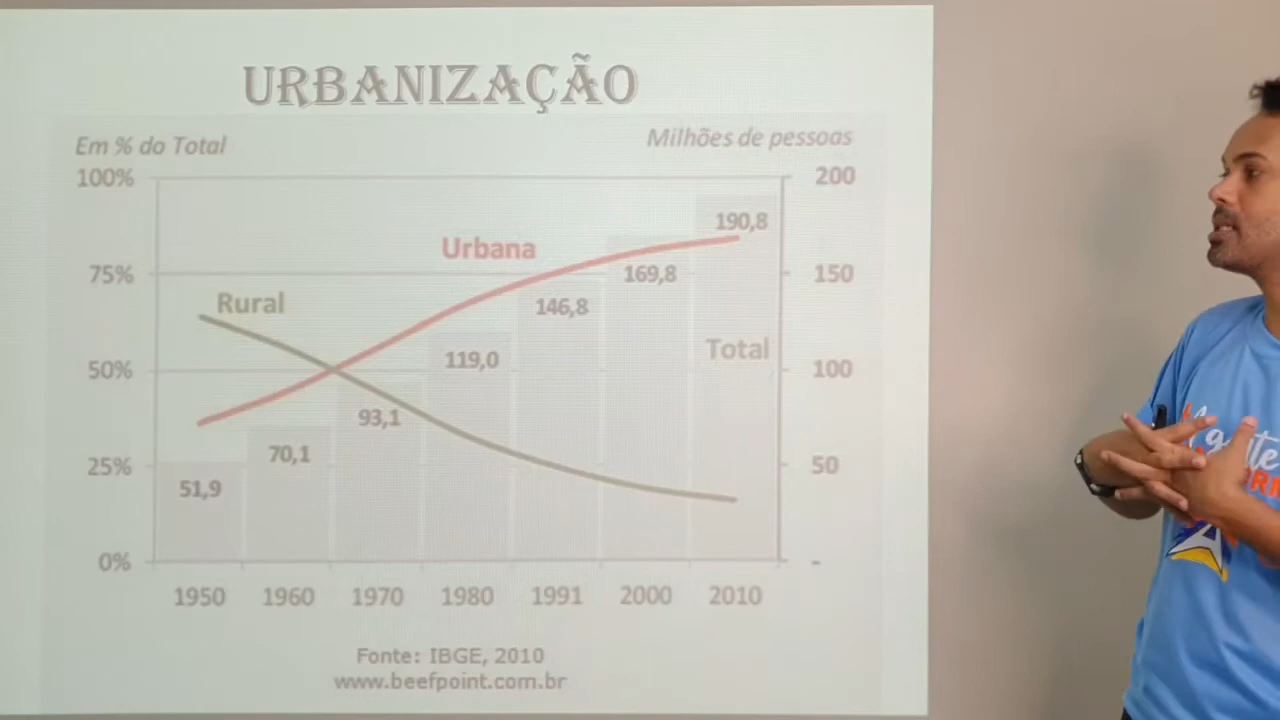 URBANIZAÇÃO
Em % do Total
Milhões de pessoas
100%
200
190,8
Urbana
75%
169,8
150
Rural
146,8
Total
119,0
50%
100
93,1
70,1
25%
50
51,9
0%
-
1950 1960 1970 1980 1991 2000 2010
Fonte: IBGE, 2010
www.beefpoint.com.br